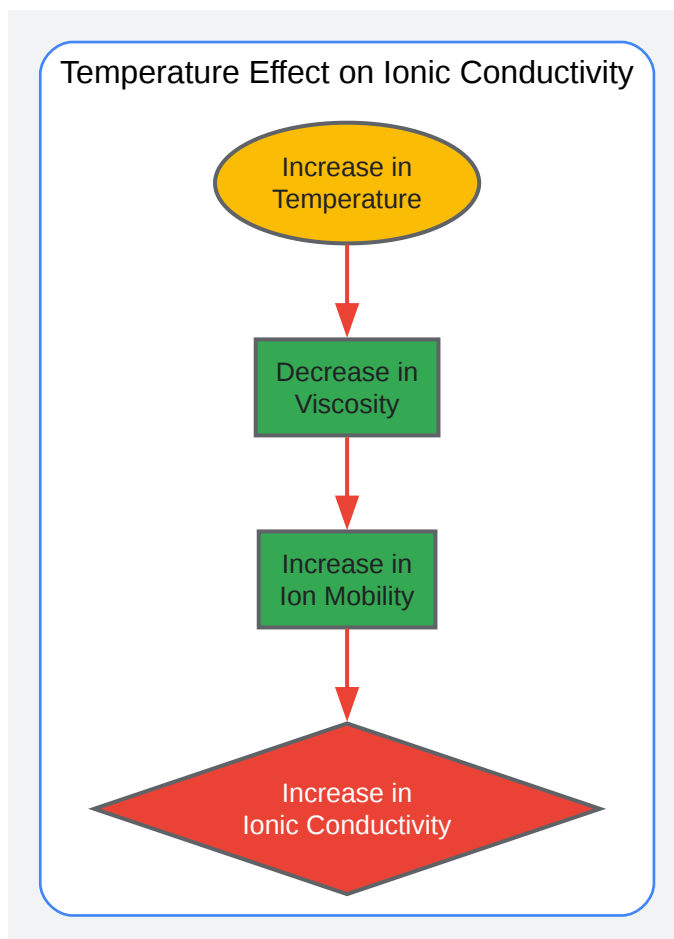 Temperature Effect on Ionic Conductivity
Increase in
Temperature
Decrease in
Viscosity
Increase in
Ion Mobility
Increase in
Ionic Conductivity